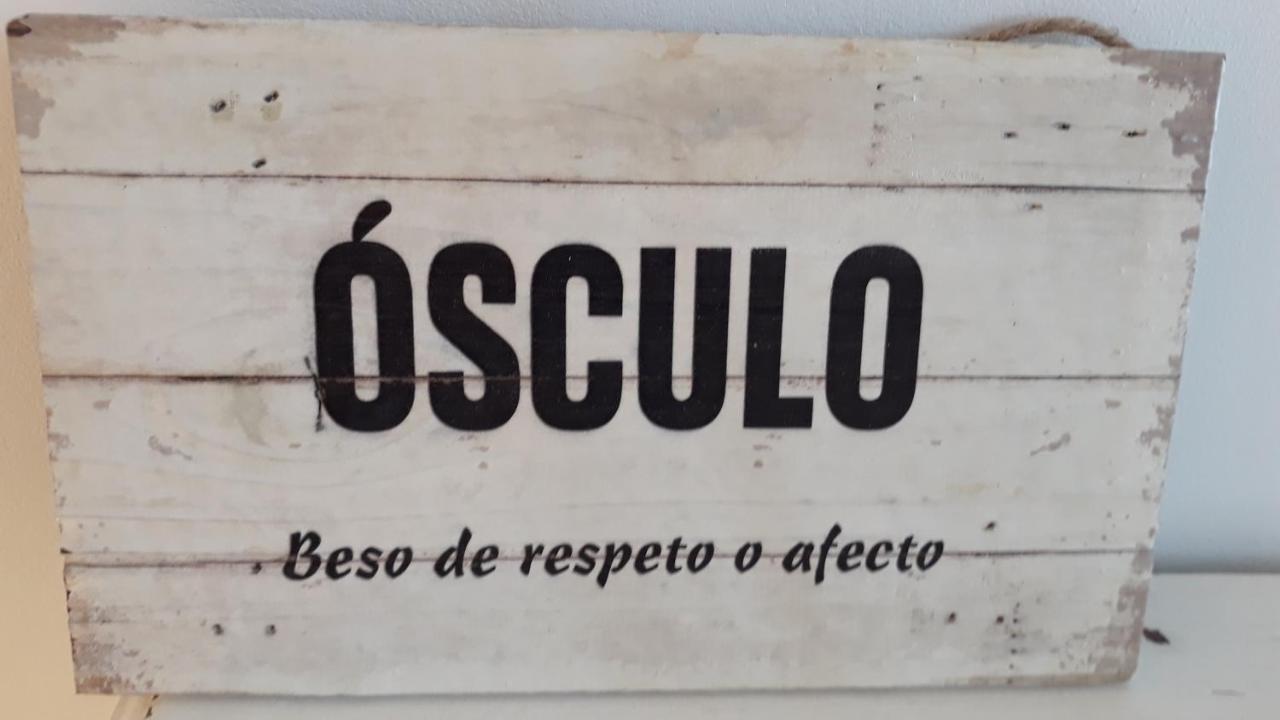 ÓSCULO
Beso de respeto o afecto